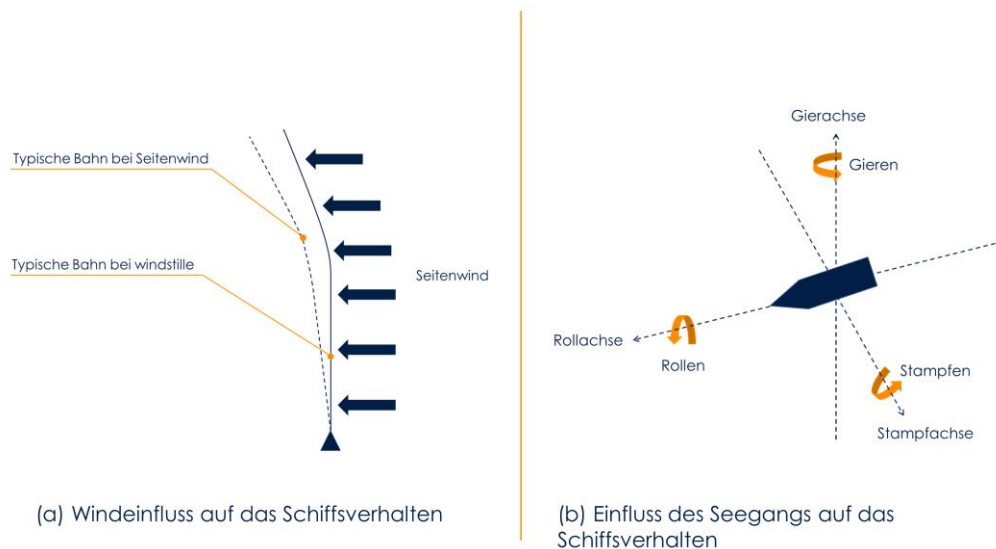 Typische Bahn bei Seitenwind
Typische Bahn bei windstille
Seitenwind
(a) Windeinfluss auf das Schiffsverhalten
Gierachse
Gieren
Rollachse
Rollen
Stampfen
Stampfachse
(b) Einfluss des Seegangs auf das
Schiffsverhalten